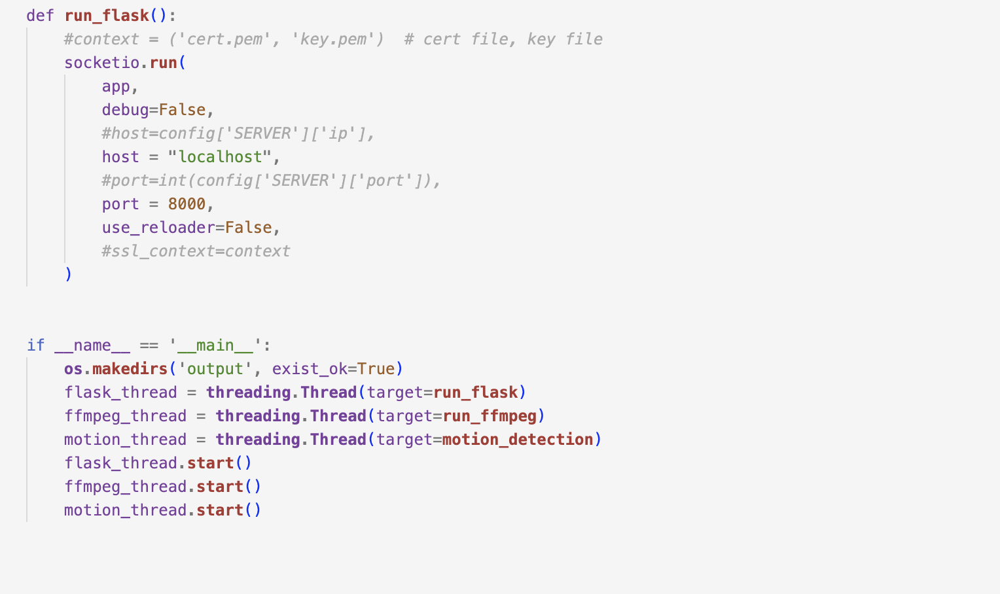 def run_flask():
    #context = ('cert.pem', 'key.pem')  # cert file, key file
    socketio.run(
        app,
        debug=False,
        #host=config['SERVER']['ip'],
        host = "localhost",
        #port=int(config['SERVER']['port']),
        port = 8000,
        use_reloader=False,
        #ssl_context=context
    )
if __name__ == '__main__':
    os.makedirs('output', exist_ok=True)
    flask_thread = threading.Thread(target=run_flask)
    ffmpeg_thread = threading.Thread(target=run_ffmpeg)
    motion_thread = threading.Thread(target=motion_detection)
    flask_thread.start()
    ffmpeg_thread.start()
    motion_thread.start()